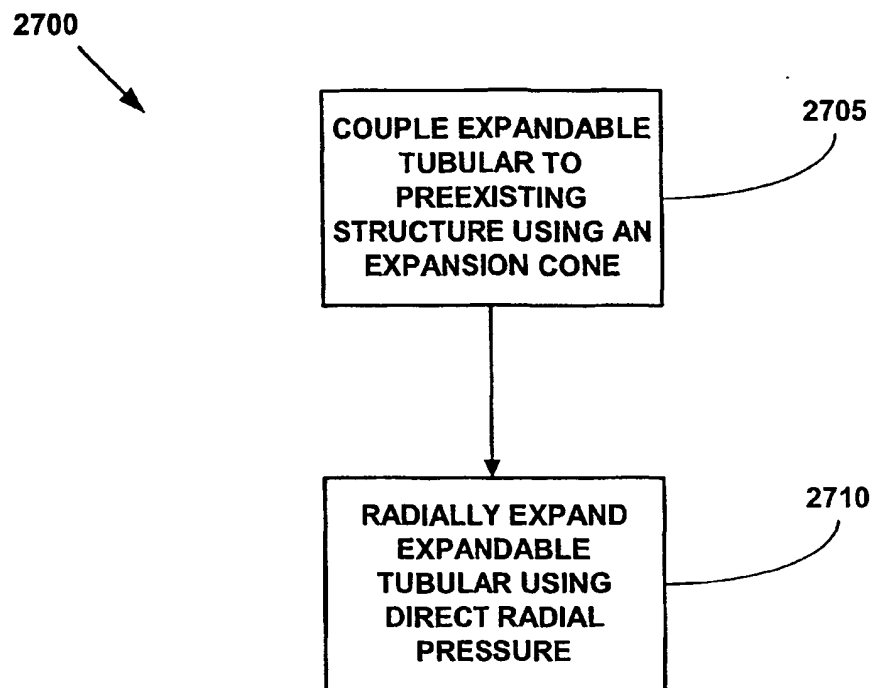 2700
COUPLE EXPANDABLE
TUBULAR TO
PREEXISTING
STRUCTURE USING AN
EXPANSION CONE
2705
RADIALLY EXPAND
EXPANDABLE
TUBULAR USING
DIRECT RADIAL
PRESSURE
2710